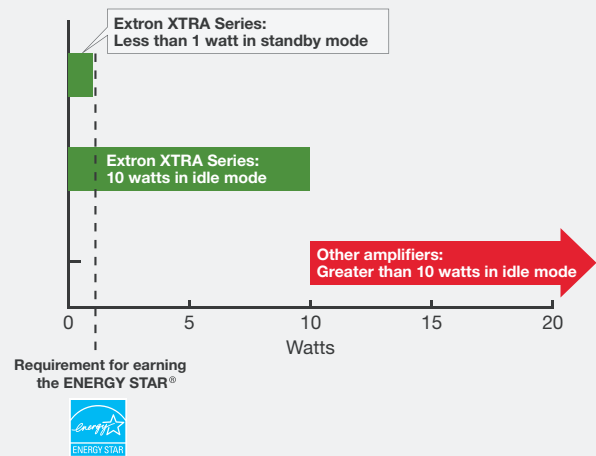 Extron XTRA Series:
Less than 1 watt in standby mode
Extron XTRA Series:
10 watts in idle mode
Other amplifiers:
Greater than 10 watts in idle mode
0 5 10 15 20
Watts
Requirement for earning
the ENERGY STAR®
energy
ENERGY STAR